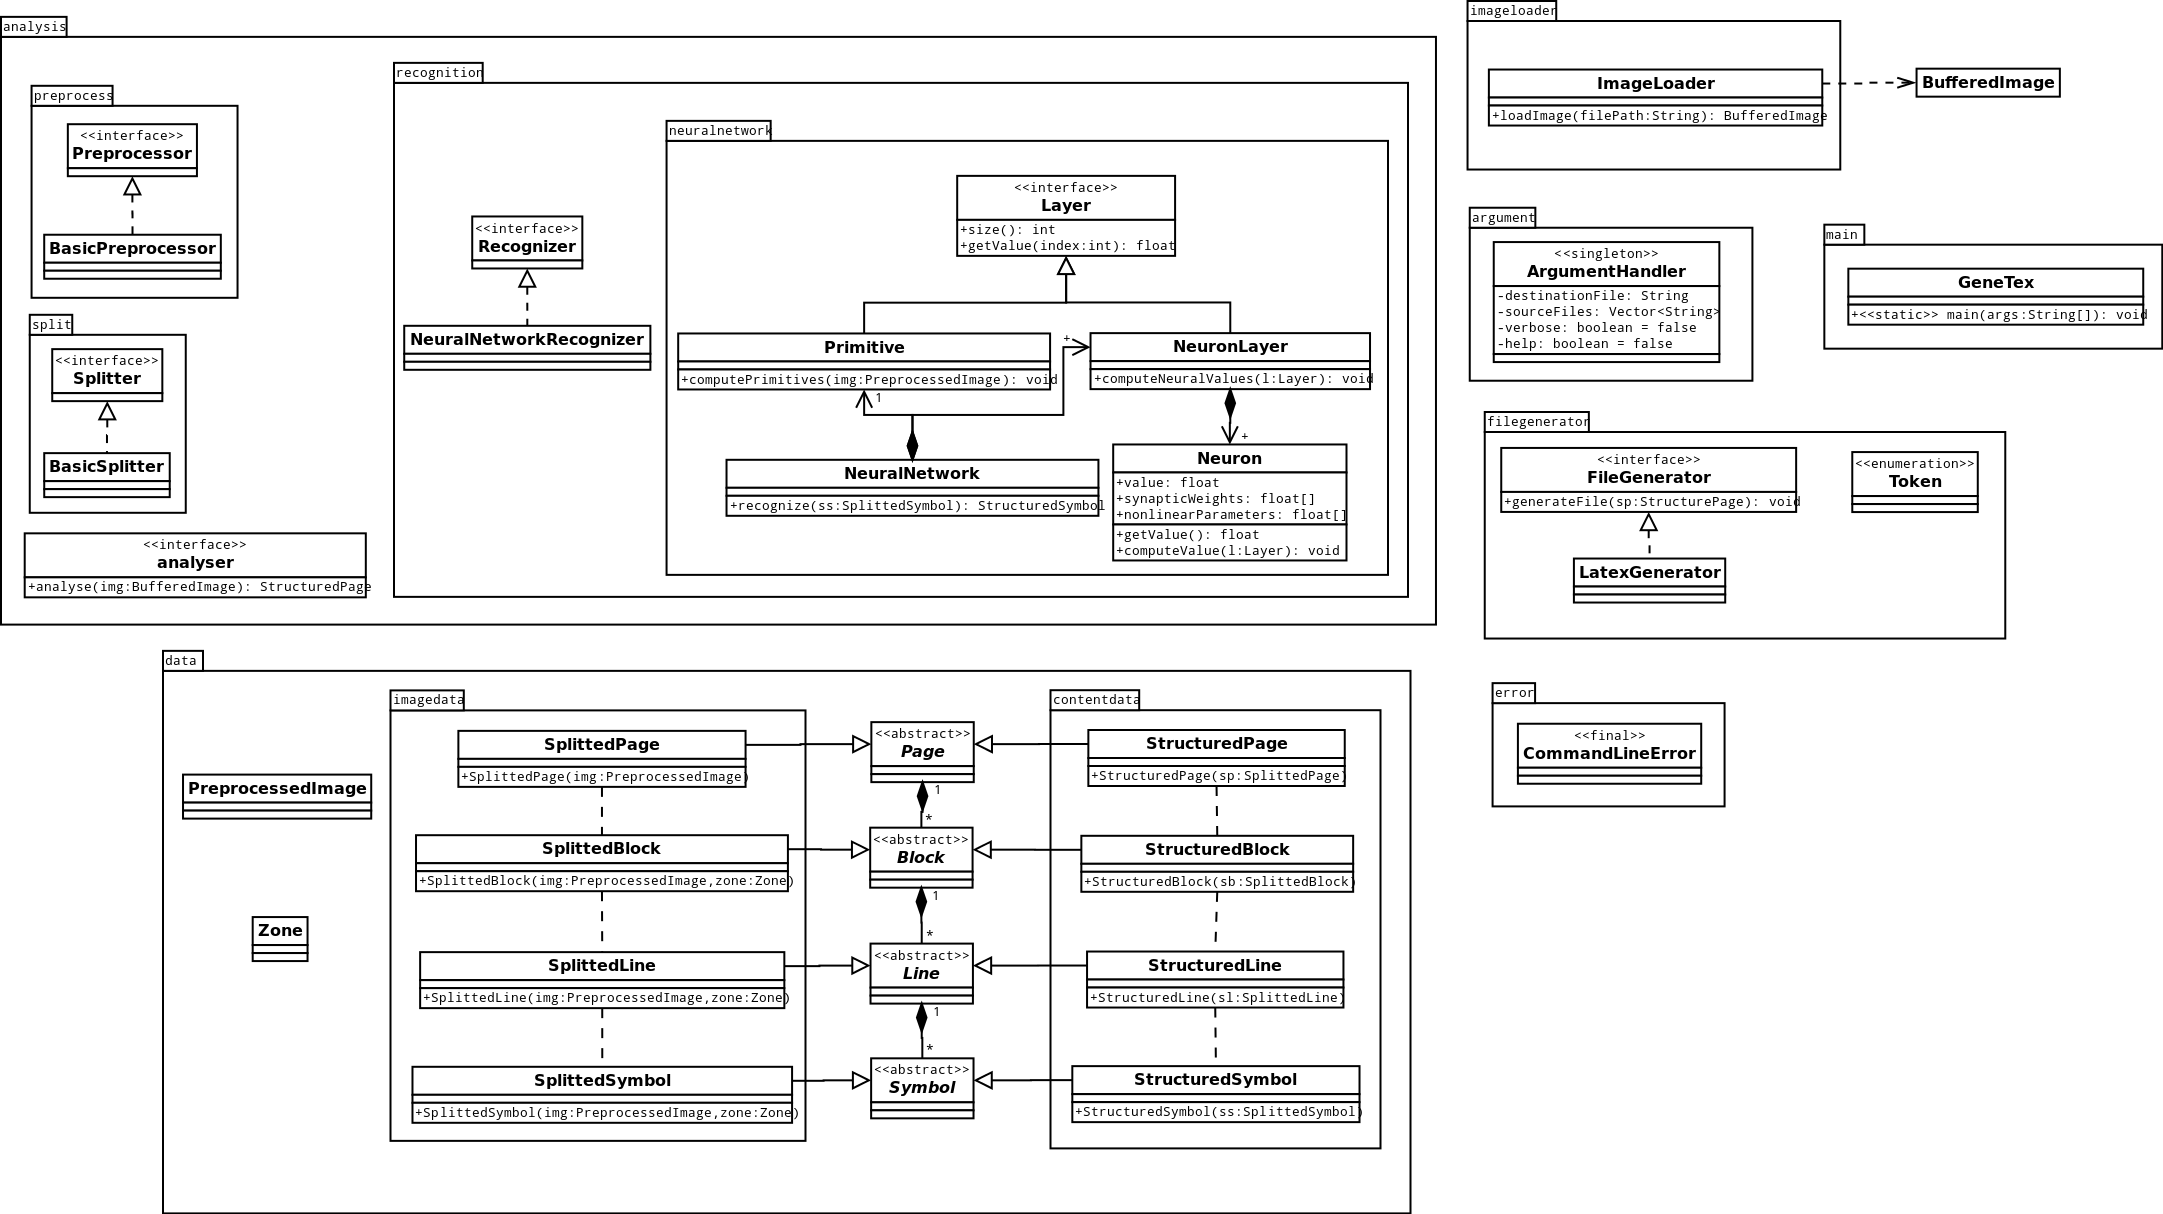 analysis
preprocess
<<interface>>
Preprocessor
BasicPreprocessor
split
<<interface>>
Splitter
BasicSplitter
<<interface>>
analyser
+analyse(img:BufferedImage): StructuredPage
recognition
<<interface>>
Recognizer
NeuralNetworkRecognizer
neuralnetwork
<<interface>>
Layer
+size(): int
+getValue(index:int): float
Primitive
+computePrimitives(img:PreprocessedImage): void
+
NeuronLayer
+computeNeuralValues(l:Layer): void
1
+
NeuralNetwork
+recognize(ss:SplittedSymbol): StructuredSymbol
Neuron
+value: float
+synapticWeights: float[]
+nonlinearParameters: float[]
+getValue(): float
+computeValue(l:Layer): void
imageloader
ImageLoader
+loadImage(filePath:String): BufferedImage
BufferedImage
argument
<<singleton>>
ArgumentHandler
-destinationFile: String
-sourceFiles: Vector<String>
-verbose: boolean = false
-help: boolean = false
main
GeneTex
+<<static>> main(args:String[]): void
filegenerator
<<interface>>
FileGenerator
+generateFile(sp:StructurePage): void
LatexGenerator
<<enumeration>>
Token
error
<<final>>
CommandLineError
data
PreprocessedImage
Zone
imagedata
SplittedPage
+SplittedPage(img:PreprocessedImage)
SplittedBlock
+SplittedBlock(img:PreprocessedImage,zone:Zone)
SplittedLine
+SplittedLine(img:PreprocessedImage,zone:Zone)
SplittedSymbol
+SplittedSymbol(img:PreprocessedImage,zone:Zone)
<<abstract>>
Page
1
*
<<abstract>>
Block
1
*
<<abstract>>
Line
1
*
<<abstract>>
Symbol
contentdata
StructuredPage
+StructuredPage(sp:SplittedPage)
StructuredBlock
+StructuredBlock(sb:SplittedBlock)
StructuredLine
+StructuredLine(sl:SplittedLine)
StructuredSymbol
+StructuredSymbol(ss:SplittedSymbol)